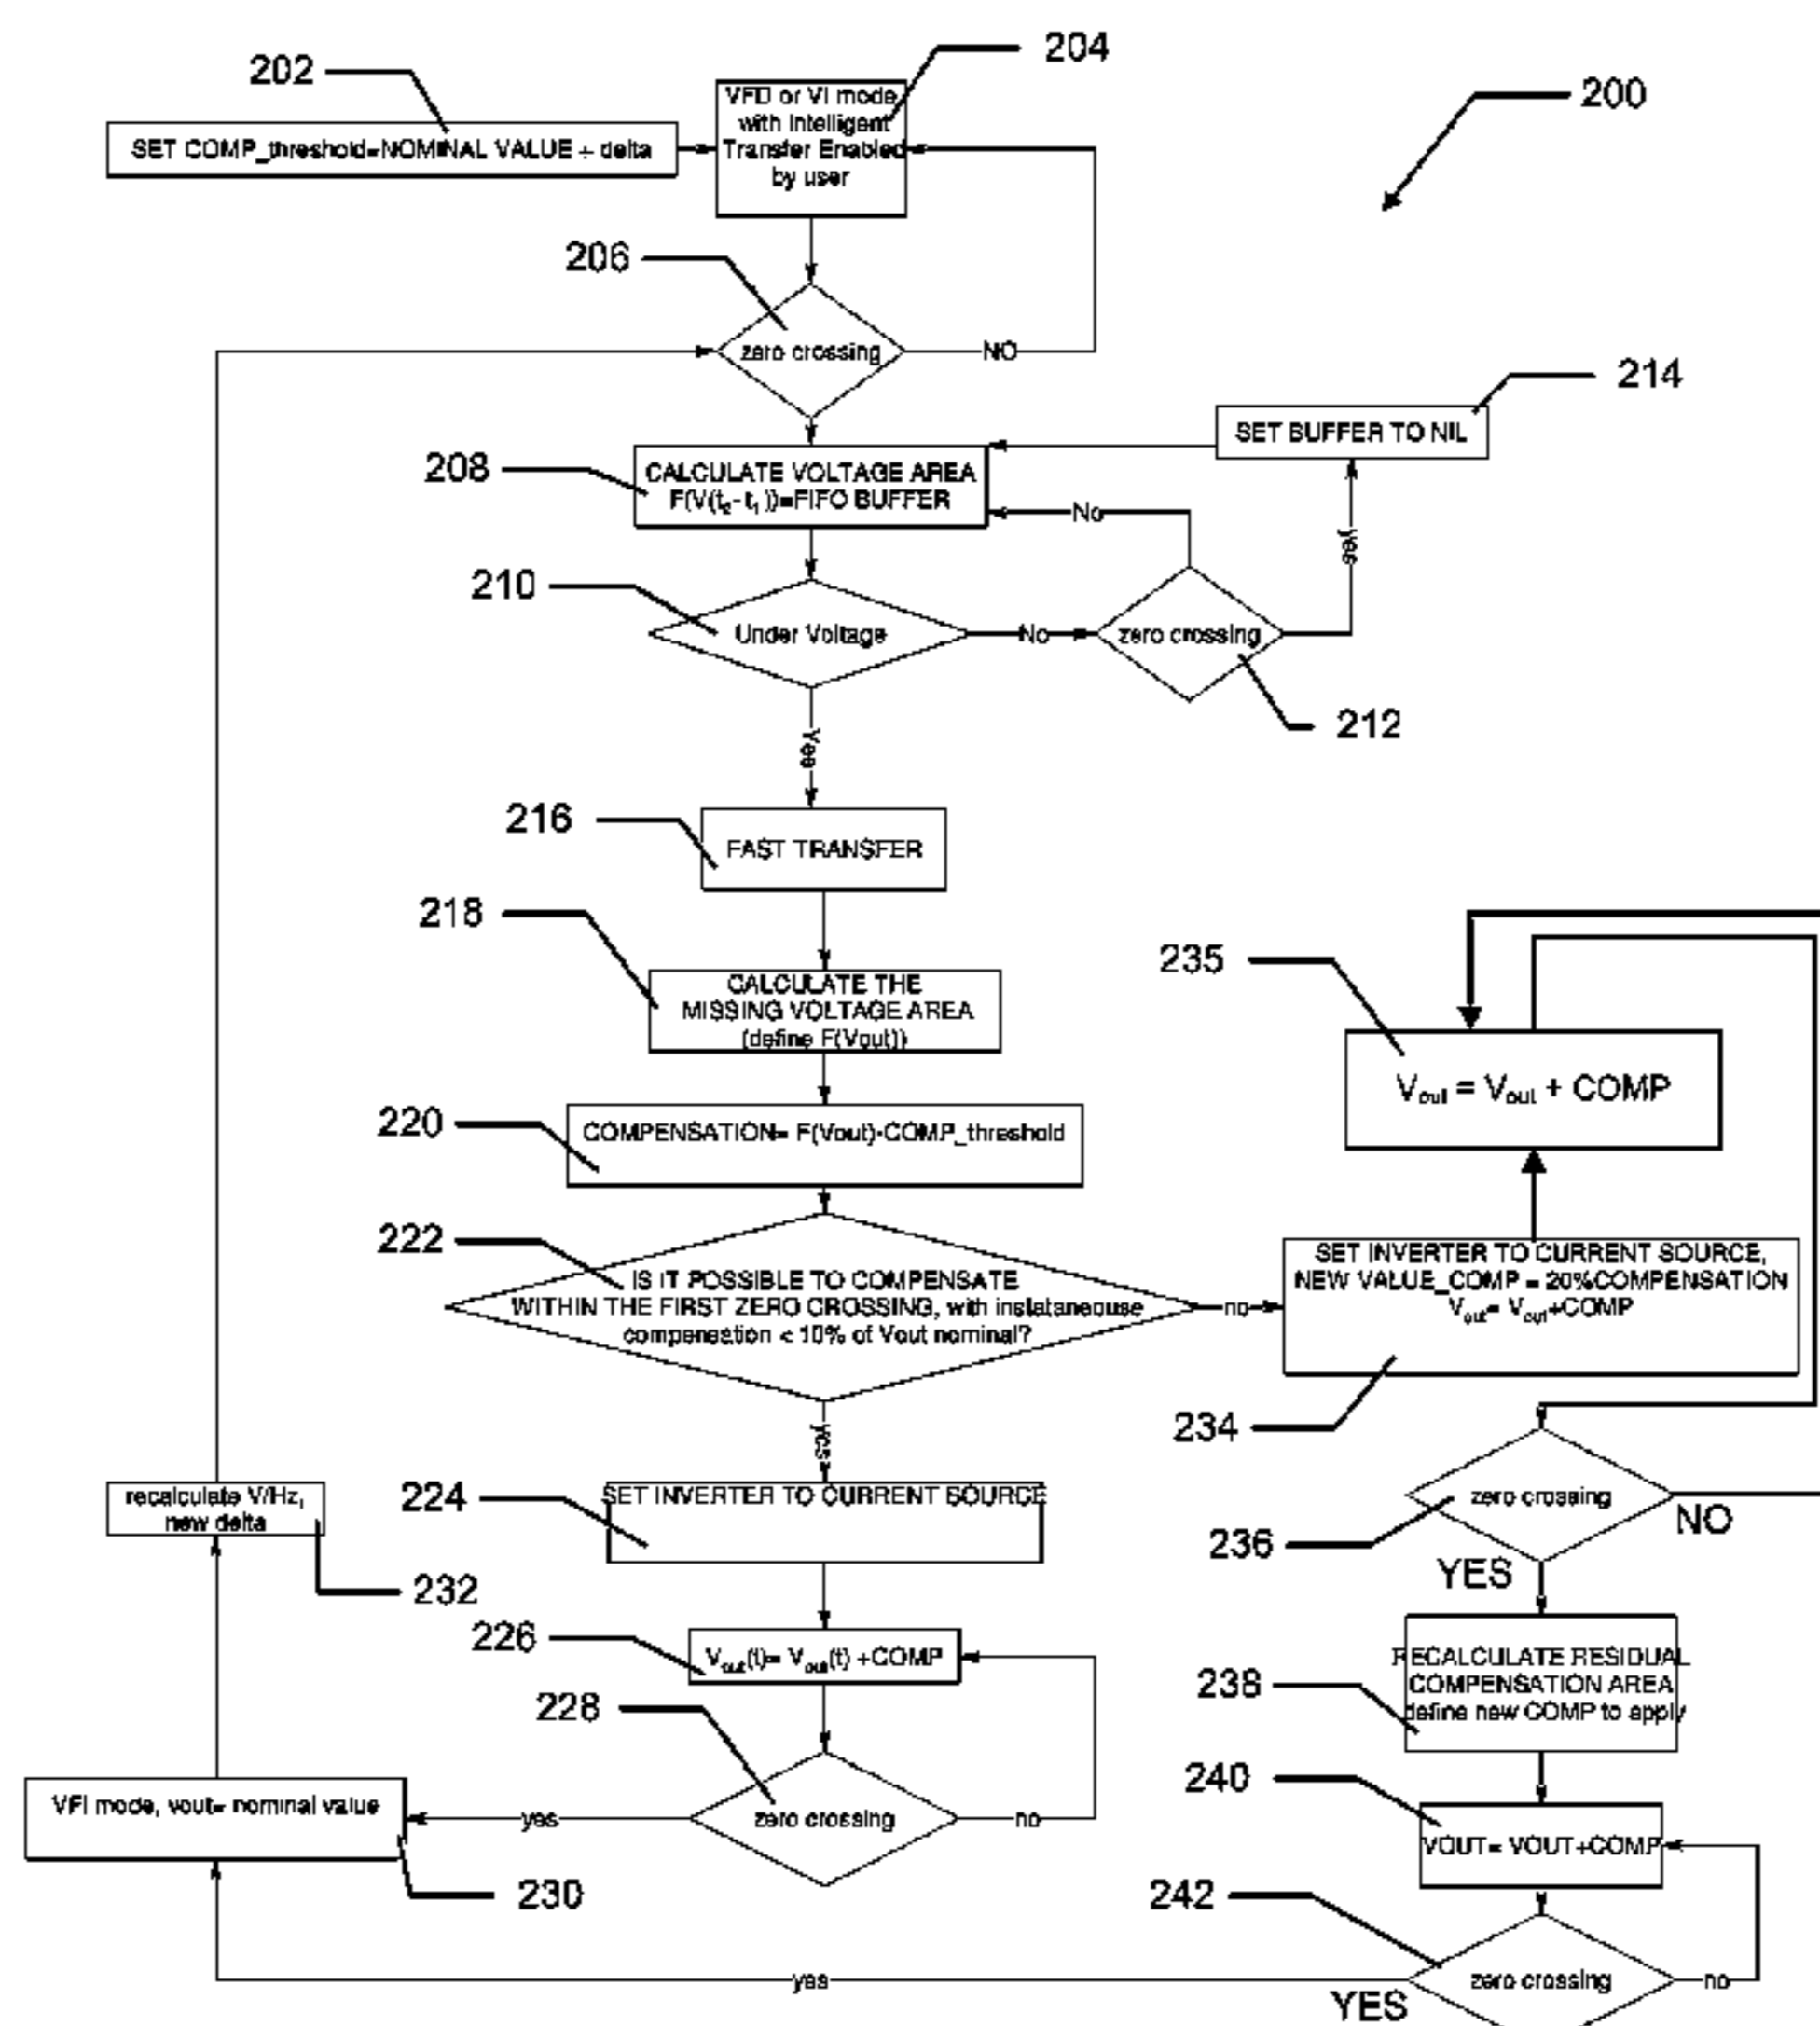 204
202
200
VFD or VI mode
with Intelligent
Transfer Enabled
by user
SET COMP_threshold=NOMINAL VALUE + delta
206
zero crossing
NO
214
SET BUFFER TO NIL
208
CALCULATE VOLTAGE AREA
F(V(t2-t1))=FIFO BUFFER
No
yes
210
Under Voltage
No
zero crossing
212
Yes
216
FAST TRANSFER
218
CALCULATE THE
MISSING VOLTAGE AREA
(define F(Vout))
235
Vout = Vout + COMP
220
COMPENSATION= F(Vout)-COMP_threshold
222
IS IT POSSIBLE TO COMPENSATE
WITHIN THE FIRST ZERO CROSSING, with instataneouse
compensation < 10% of Vout nominal?
no
SET INVERTER TO CURRENT SOURCE,
NEW VALUE_COMP = 20%COMPENSATION
Vout= Vout+COMP
234
yes
224
SET INVERTER TO CURRENT SOURCE
recalculate V/Hz,
new delta
232
236
zero crossing
NO
YES
226
Vout(t)= Vout(t) +COMP
228
zero crossing
no
yes
VFI mode, vout= nominal value
230
238
RECALCULATE RESIDUAL
COMPENSATION AREA
define new COMP to apply
240
VOUT= VOUT+COMP
242
zero crossing
no
yes
YES